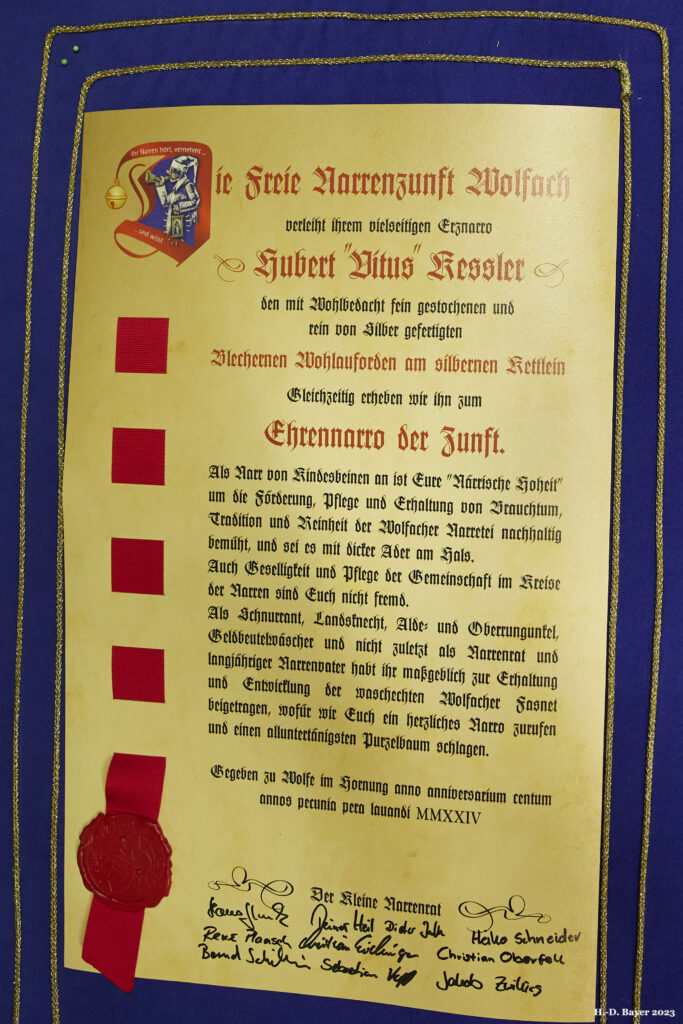 Ihr Narren hört, vernehmt ...
... und wisst
Die Freie Narrenzunft Wolfach
verleiht ihrem vielseitigen Erznarro
Hubert "Vitus" Kessler
den mit Wohlbedacht fein gestochenen und
rein von Silber gefertigten
Blechernen Wohlauforden am silbernen Kettlein
Gleichzeitig erheben wir ihn zum
Ehrennarro der Zunft.
Als Narr von Kindesbeinen an ist Eure "Närrische Hoheit"
um die Förderung, Pflege und Erhaltung von Brauchtum,
Tradition und Reinheit der Wolfacher Narretei nachhaltig
bemüht, und sei es mit dicker Ader am Hals.
Auch Geselligkeit und Pflege der Gemeinschaft im Kreise
der Narren sind Euch nicht fremd.
Als Schnurrant, Landsknecht, Alde- und Oberrungunkel,
Geldbeutelwäscher und nicht zuletzt als Narrenrat und
langjähriger Narrenvater habt ihr maßgeblich zur Erhaltung
und Entwicklung der waschechten Wolfacher Fasnet
beigetragen, wofür wir Euch ein herzliches Narro zurufen
und einen alluntertänigsten Purzelbaum schlagen.
Gegeben zu Wolfe im Hornung anno anniversarium centum
annos pecunia pera lavandi MMXXIV
Der Kleine Narrenrat
Heiko Schneider
René Maasch Christian Oberfell
Sebastian
Jakob
H.-D. Bayer 2023